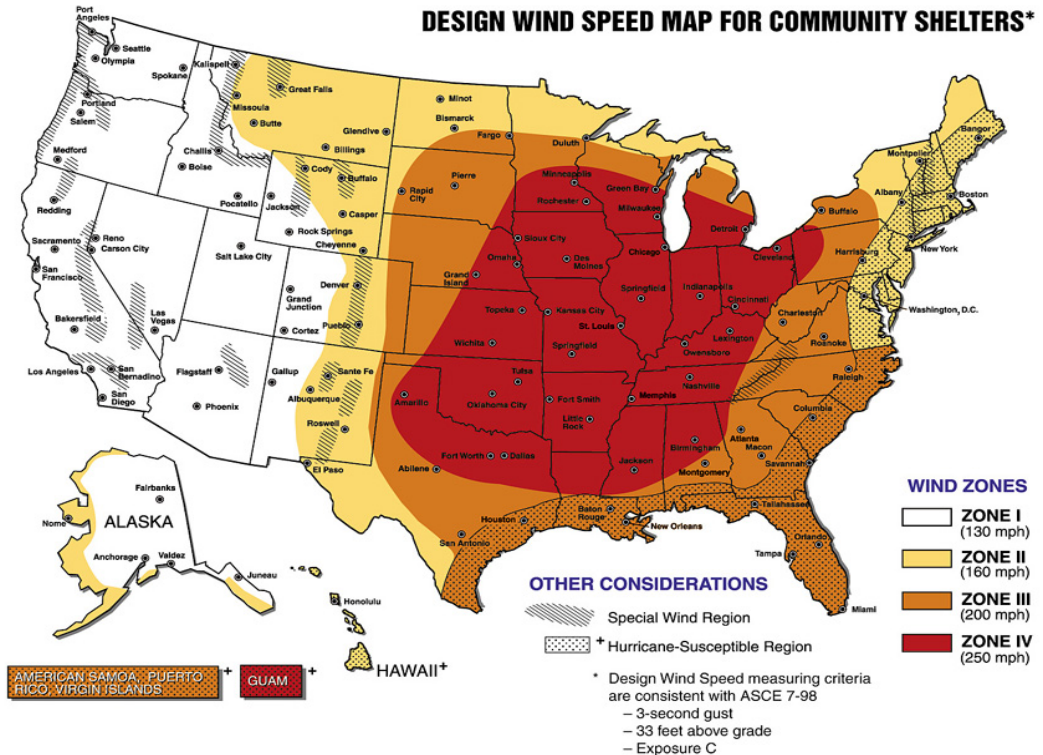 DESIGN WIND SPEED MAP FOR COMMUNITY SHELTERS*
Port
Angeles
Seattle
Olympia
Spokane
Kalispell
Great Falls
Missoula
Butte
Glendive
Billings
Minot
Bismarck
Fargo
Duluth
Portland
Salem
Medford
Challis
Boise
Pocatello
Jackson
Cody
Buffalo
Casper
Rock Springs
Cheyenne
Rapid
City
Pierre
Minneapolis
Rochester
Green Bay
Milwaukee
Detroit
Buffalo
Montpelier
Bangor
Albany
Boston
New York
Harrisburg
Washington, D.C.
Redding
Sacramento
San
Francisco
Reno
Carson City
Salt Lake City
Grand
Junction
Denver
Pueblo
Cortez
Grand
Island
Sioux City
Omaha
Des
Moines
Chicago
Springfield
Indianapolis
Cincinneti
Cleveland
Charleston
Roanoke
Bakersfield
Las
Vegas
Los Angeles
San
Bernadino
San
Diego
Flagstaff
Phoenix
Gallup
Sante Fe
Albuquerque
Roswell
El Paso
Topeka
Kansas City
St. Louis
Wichita
Springfield
Lexington
Owensboro
Nashville
Raleigh
Tulsa
Amarillo
Oklahoma City
Fort Smith
Little
Rock
Memphis
Columbia
Atlanta
Macon
Savannah
Birmingham
Montgomery
Abilene
Fort Worth
Dallas
Jackson
Tallahassee
Baton
Rouge
New Orleans
Houston
San Antonio
Orlando
Tampa
Miami
Fairbanks
Nome
ALASKA
Anchorage
Valdez
Juneau
Honolulu
HAWAII+
AMERICAN SAMOA, PUERTO
RICO, VIRGIN ISLANDS
+
GUAM
+
OTHER CONSIDERATIONS
Special Wind Region
+ Hurricane-Susceptible Region
* Design Wind Speed measuring criteria
are consistent with ASCE 7-98
– 3-second gust
– 33 feet above grade
– Exposure C
WIND ZONES
ZONE I
(130 mph)
ZONE II
(160 mph)
ZONE III
(200 mph)
ZONE IV
(250 mph)